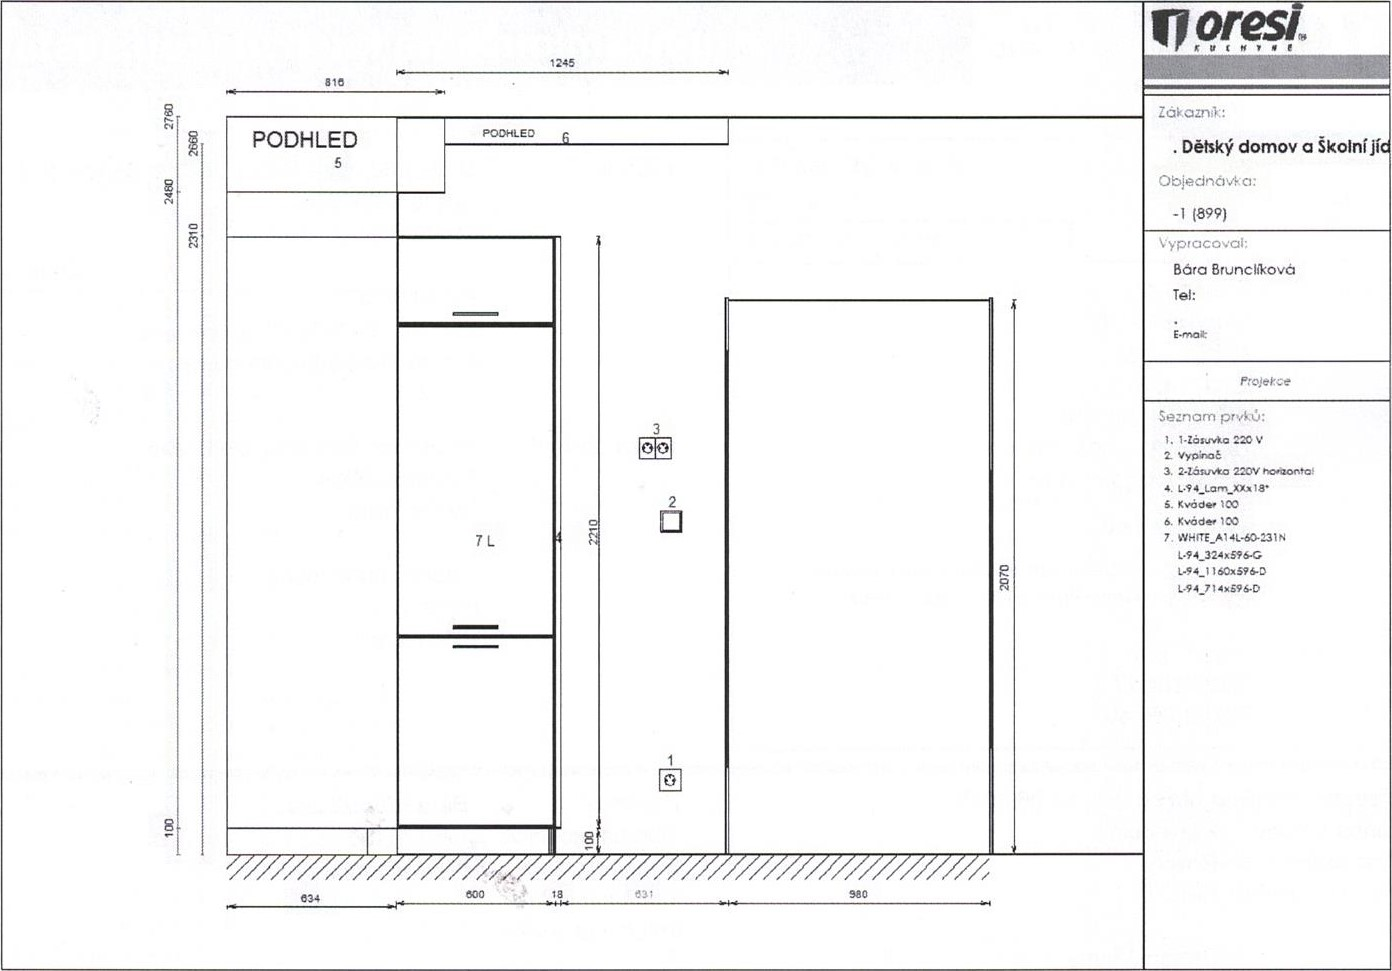 oresi
KUCHYNĚ
Zákazník:
. Dětský domov a Školní jíd
Objednávka:
-1 (899)
Vypracoval:
Bára Brunclíková
Tel:
.
E-mail:
Projekce
Seznam prvků:
1. 1-Zásuvka 220 V
2. Vypínač
3. 2-Zásuvka 220V horizontal
4. L-94_Lam_XXx18*
5. Kváder 100
6. Kváder 100
7. WHITE_A14L-60-231N
L-94_324x596-G
L-94_1160x596-D
L-94_714x596-D
1245
816
2760
2660
2480
2310
100
PODHLED
5
PODHLED 6
3
2
7 L
4
2210
2070
1
100
634
600
18
631
980